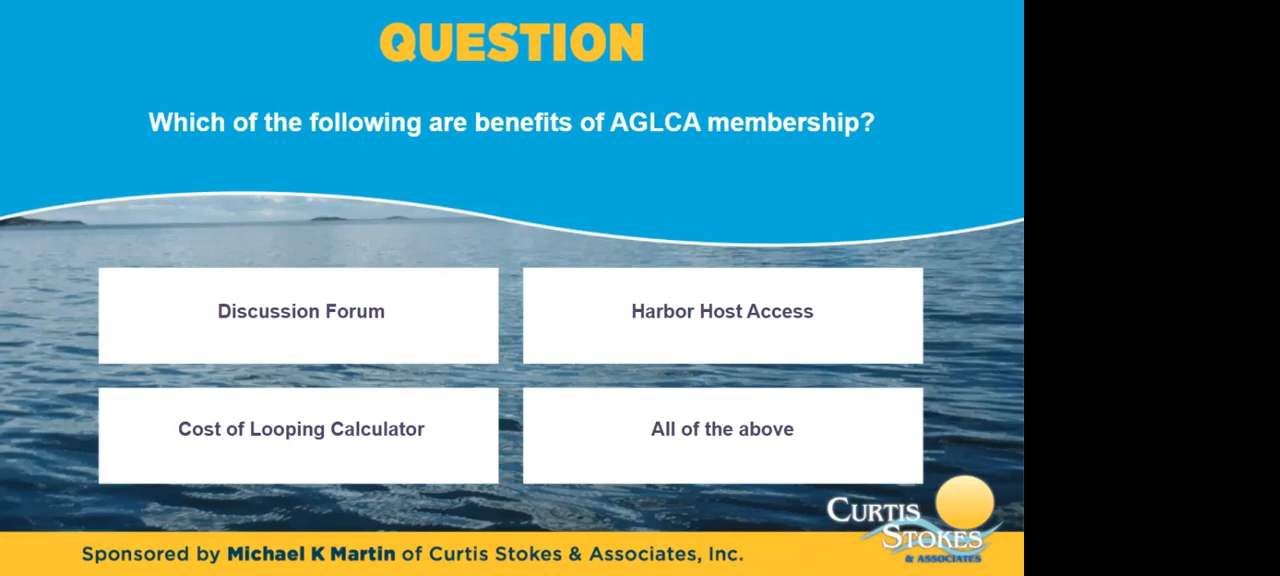 QUESTION
Which of the following are benefits of AGLCA membership?
Discussion Forum
Harbor Host Access
Cost of Looping Calculator
All of the above
CURTIS
STOKES
& ASSOCIATES
Sponsored by Michael K Martin of Curtis Stokes & Associates, Inc.